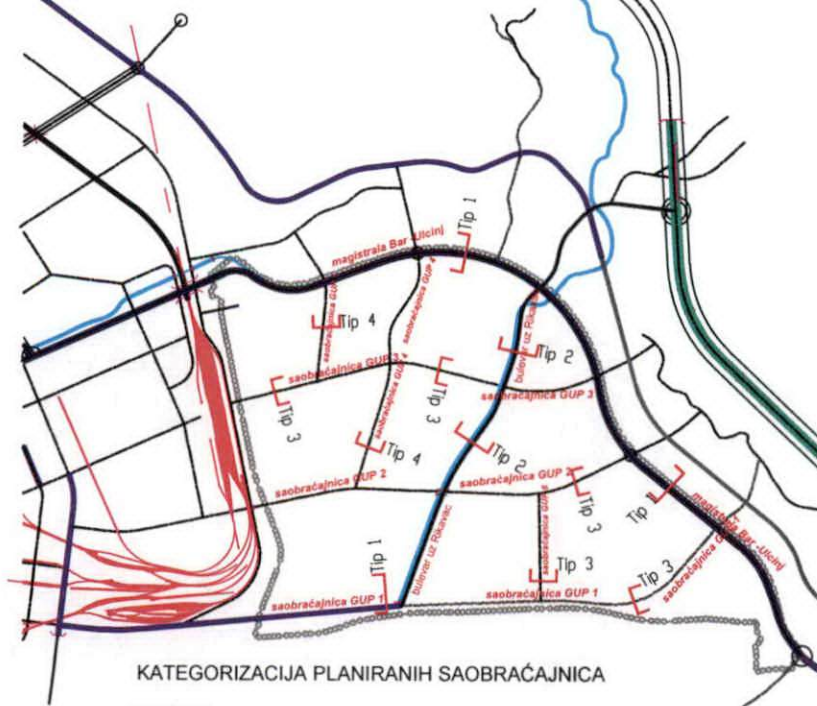 Tip 1
magistrala Bar -Ulcinj
saobraćajnica GUP 4
Tip 4
bulevar uz Rikavac
Tip 2
saobraćajnica GUP 3
saobraćajnica GUP 3
Tip 3
Tip 3
Tip 4
Tip 2
saobraćajnica GUP 2
saobraćajnica GUP 2
Tip 3
Tip 1
magistrala Bar -Ulcinj
bulevar uz Rikavac
Tip 1
Tip 3
Tip 3
saobraćajnica GUP 1
saobraćajnica GUP 1
KATEGORIZACIJA PLANIRANIH SAOBRAĆAJNICA